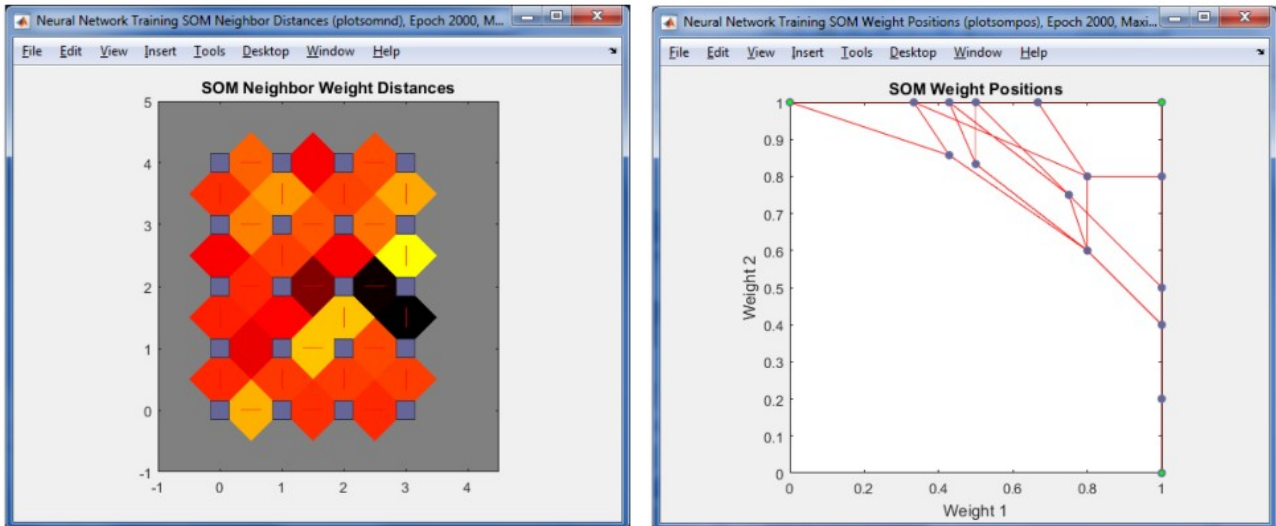 Neural Network Training SOM Neighbor Distances (plotsomnd), Epoch 2000, M...
File Edit View Insert Tools Desktop Window Help
SOM Neighbor Weight Distances
5
4
3
2
1
0
-1
-1 0 1 2 3 4
Neural Network Training SOM Weight Positions (plotsompos), Epoch 2000, Maxi...
File Edit View Insert Tools Desktop Window Help
SOM Weight Positions
Weight 2
1
0.9
0.8
0.7
0.6
0.5
0.4
0.3
0.2
0.1
0
0 0.2 0.4 0.6 0.8 1
Weight 1